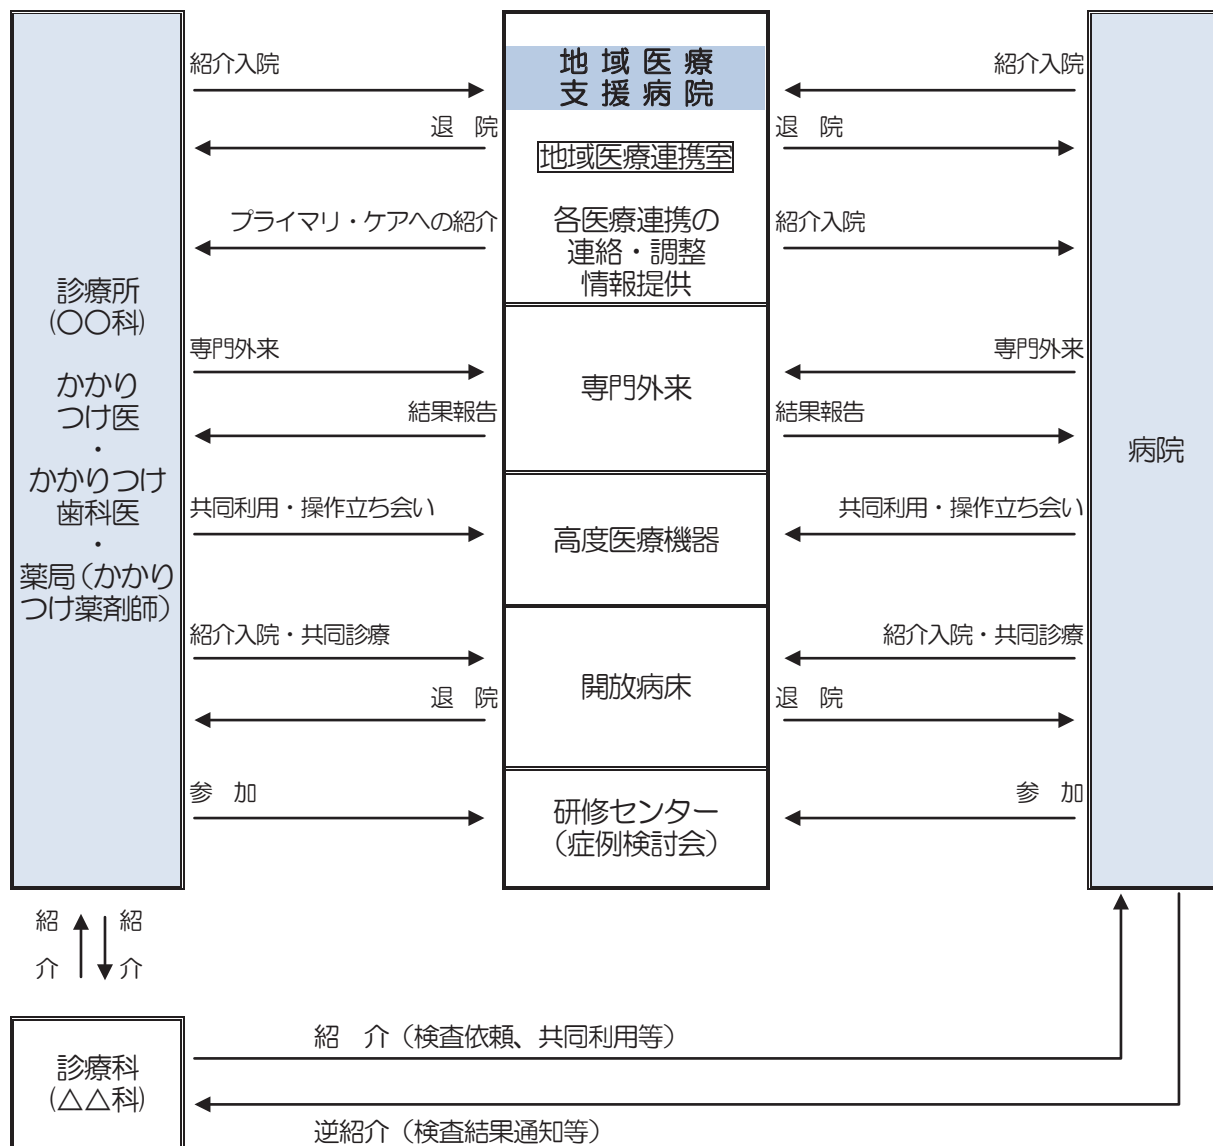 紹介入院
退　院
プライマリ・ケアへの紹介
専門外来
結果報告
共同利用・操作立ち会い
紹介入院・共同診療
退　院
参　加
診療所
(〇〇科)
かかり
つけ医
・
かかりつけ
歯科医
・
薬局(かかり
つけ薬剤師)
地域医療
支援病院
地域医療連携室
各医療連携の
連絡・調整
情報提供
専門外来
高度医療機器
開放病床
研修センター
(症例検討会)
紹介入院
退　院
紹介入院
専門外来
結果報告
共同利用・操作立ち会い
紹介入院・共同診療
退　院
参　加
病院
紹介
紹介
診療科
(△△科)
紹　介（検査依頼、共同利用等）
逆紹介（検査結果通知等）